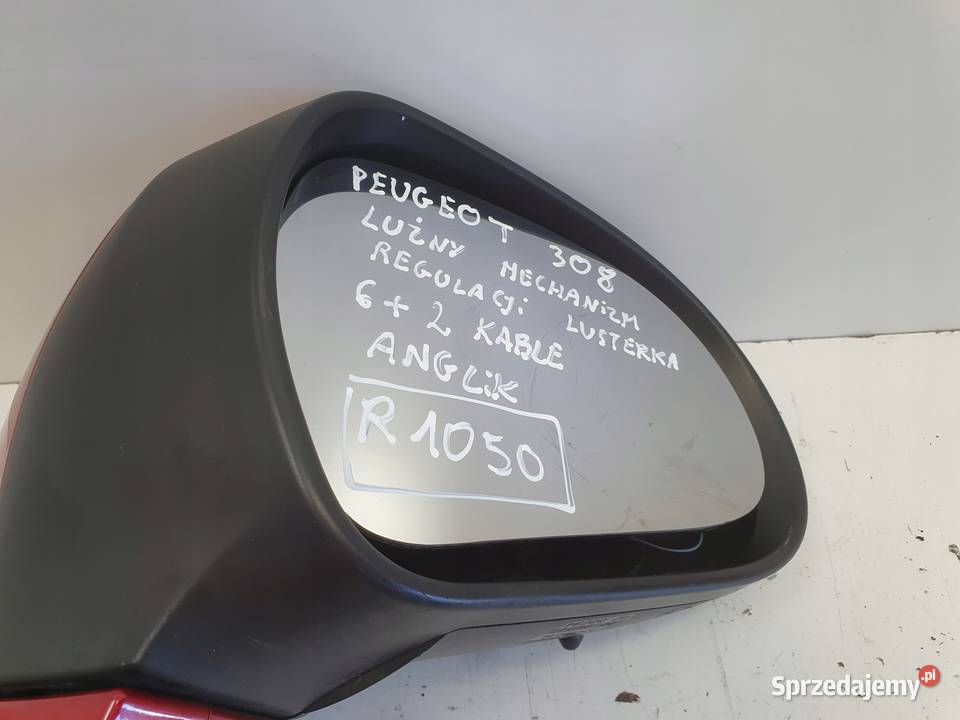 PEUGEOT 308
LUŹNY MECHANIZM
REGULACJI LUSTERKA
6 + 2 KABLE
ANGLIK
R1050
Sprzedajemy.pl